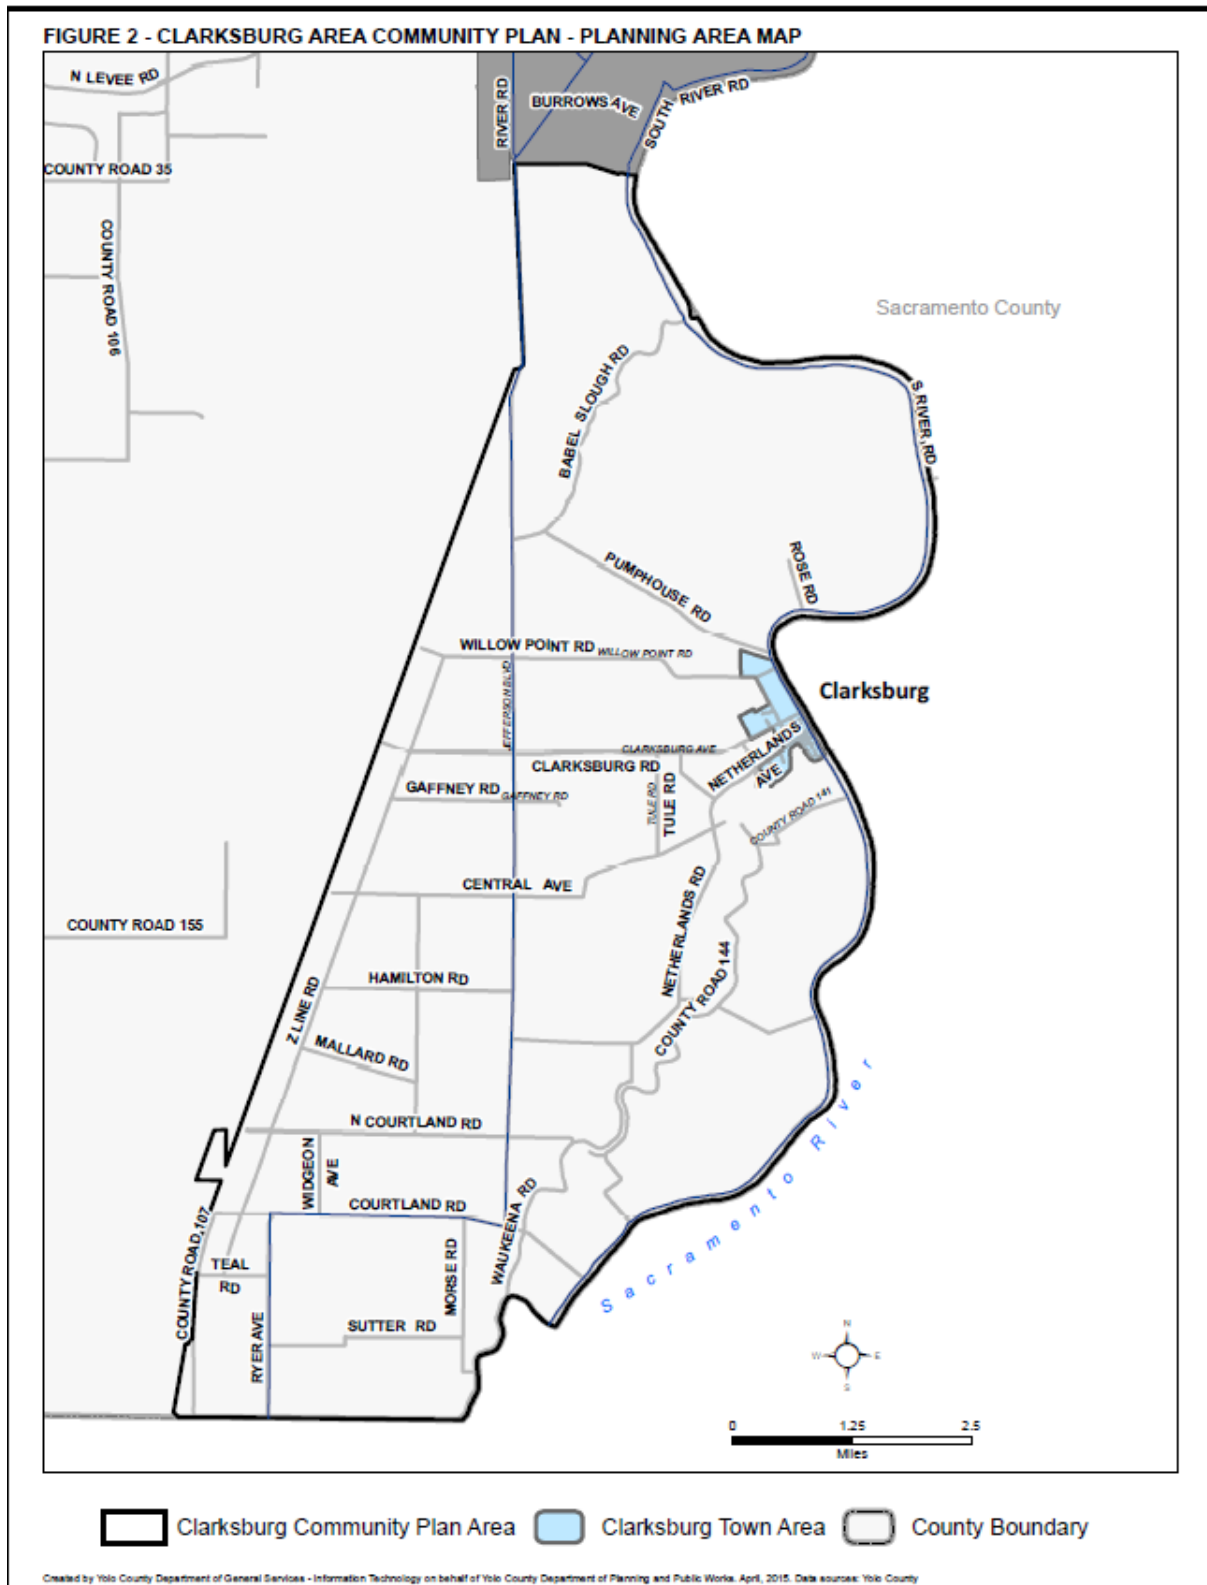 FIGURE 2 - CLARKSBURG AREA COMMUNITY PLAN - PLANNING AREA MAP
N LEVEE RD
RIVER RD
BURROWS AVE
SOUTH RIVER RD
COUNTY ROAD 35
COUNTY ROAD 106
Sacramento County
BABEL SLOUGH RD
S RIVER RD
PUMPHOUSE RD
ROSE RD
WILLOW POINT RD
WILLOW POINT RD
JEFFERSON BLVD
Clarksburg
CLARKSBURG AVE
CLARKSBURG RD
NETHERLANDS
AVE
GAFFNEY RD
GAFFNEY RD
TULE RD
TULE RD
COUNTY ROAD 141
CENTRAL AVE
COUNTY ROAD 155
NETHERLANDS RD
COUNTY ROAD 144
HAMILTON RD
Z LINE RD
MALLARD RD
N COURTLAND RD
WIDGEON
AVE
COURTLAND RD
WAUKEENA RD
Sacramento River
COUNTY ROAD 107
TEAL
RD
MORSE RD
RYER AVE
SUTTER RD
N
W
E
S
0 1.25 2.5
Miles
Clarksburg Community Plan Area
Clarksburg Town Area
County Boundary
Created by Yolo County Department of General Services - Information Technology on behalf of Yolo County Department of Planning and Public Works. April, 2015. Data sources: Yolo County